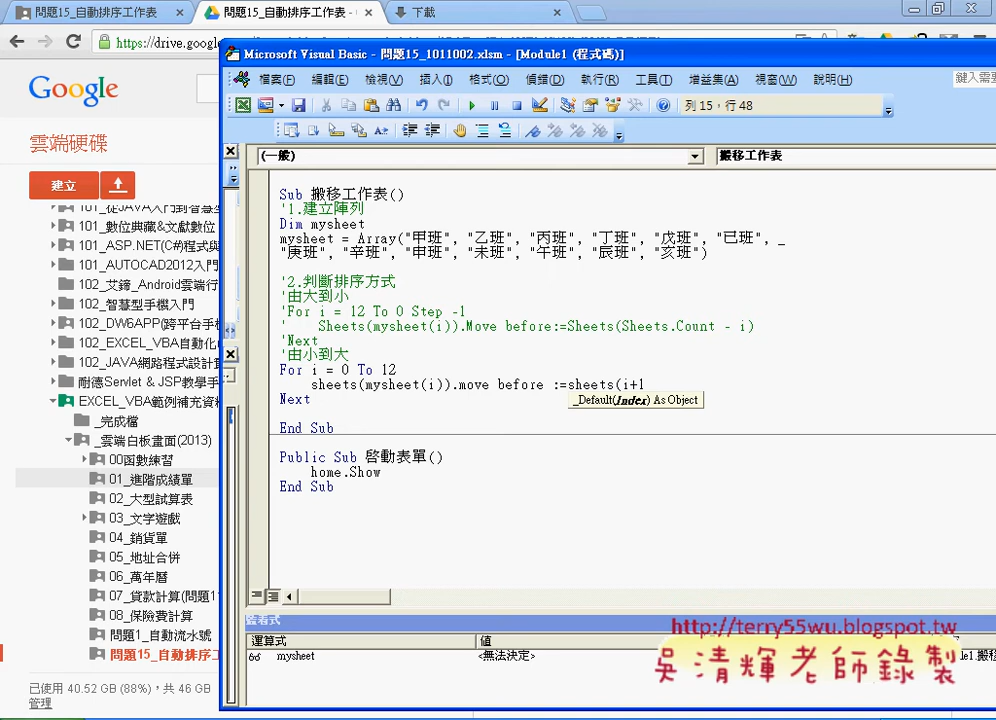 問題15_自動排序工作表
問題15_自動排序工作表 -
下載
https://drive.google
Microsoft Visual Basic - 問題15_1011002.xlsm - [Module1 (程式碼)]
檔案(F) 編輯(E) 檢視(V) 插入(I) 格式(O) 偵錯(D) 執行(R) 工具(T) 增益集(A) 視窗(W) 說明(H)
鍵入需要
列 15，行 48
Google
雲端硬碟
建立
101_從JAVA入門到智慧型
101_數位典藏&文獻數位
101_ASP.NET(C#)程式與
101_AUTOCAD2012入門
102_艾鍗_Android雲端行
102_智慧型手機入門
102_DW6APP(跨平台手機
102_EXCEL_VBA自動化
102_JAVA網路程式設計
耐德Servlet & JSP教學手
EXCEL_VBA範例補充資料
_完成檔
_雲端白板畫面(2013)
00函數練習
01_進階成績單
02_大型試算表
03_文字遊戲
04_銷貨單
05_地址合併
06_萬年曆
07_貸款計算(問題1
08_保險費計算
問題1_自動流水號
問題15_自動排序工
已使用 40.52 GB (88%)，共 46 GB
管理
(一般)
搬移工作表
Sub 搬移工作表()
'1.建立陣列
Dim mysheet
mysheet = Array("甲班", "乙班", "丙班", "丁班", "戊班", "已班", _
"庚班", "辛班", "申班", "未班", "午班", "辰班", "亥班")
'2.判斷排序方式
'由大到小
'For i = 12 To 0 Step -1
'    Sheets(mysheet(i)).Move before:=Sheets(Sheets.Count - i)
'Next
'由小到大
For i = 0 To 12
sheets(mysheet(i)).move before :=sheets(i+1
_Default(Index) As Object
Next
End Sub
Public Sub 啓動表單()
home.Show
End Sub
監看式
運算式 值
mysheet <無法決定>
http://terry55wu.blogspot.tw
吳清輝老師錄製